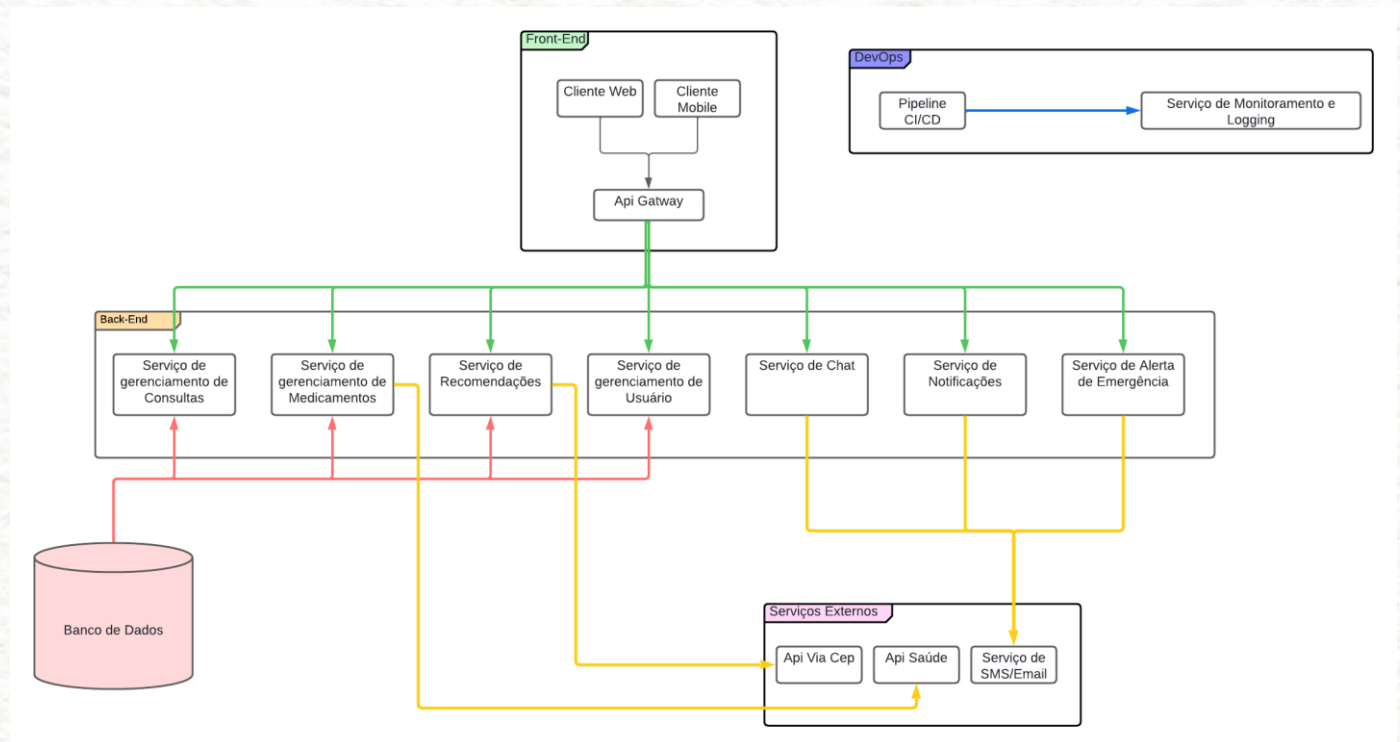 Front-End
Cliente Web
Cliente
Mobile
Api Gatway
DevOps
Pipeline
CI/CD
Serviço de Monitoramento e
Logging
Back-End
Serviço de
gerenciamento de
Consultas
Serviço de
gerenciamento de
Medicamentos
Serviço de
Recomendações
Serviço de
gerenciamento de
Usuário
Serviço de Chat
Serviço de
Notificações
Serviço de Alerta
de Emergência
Banco de Dados
Serviços Externos
Api Via Cep
Api Saúde
Serviço de
SMS/Email